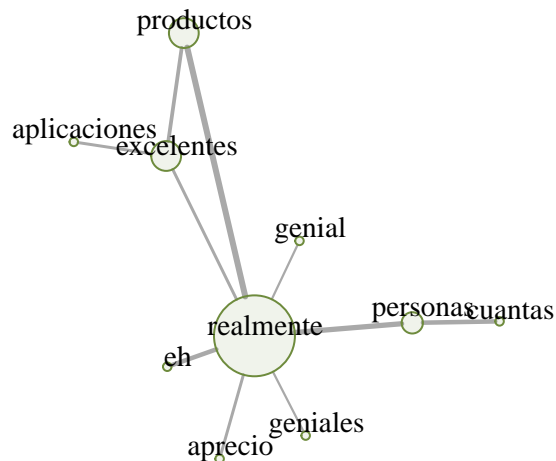 productos
aplicaciones
excelentes
genial
personas
cuantas
realmente
eh
geniales
aprecio